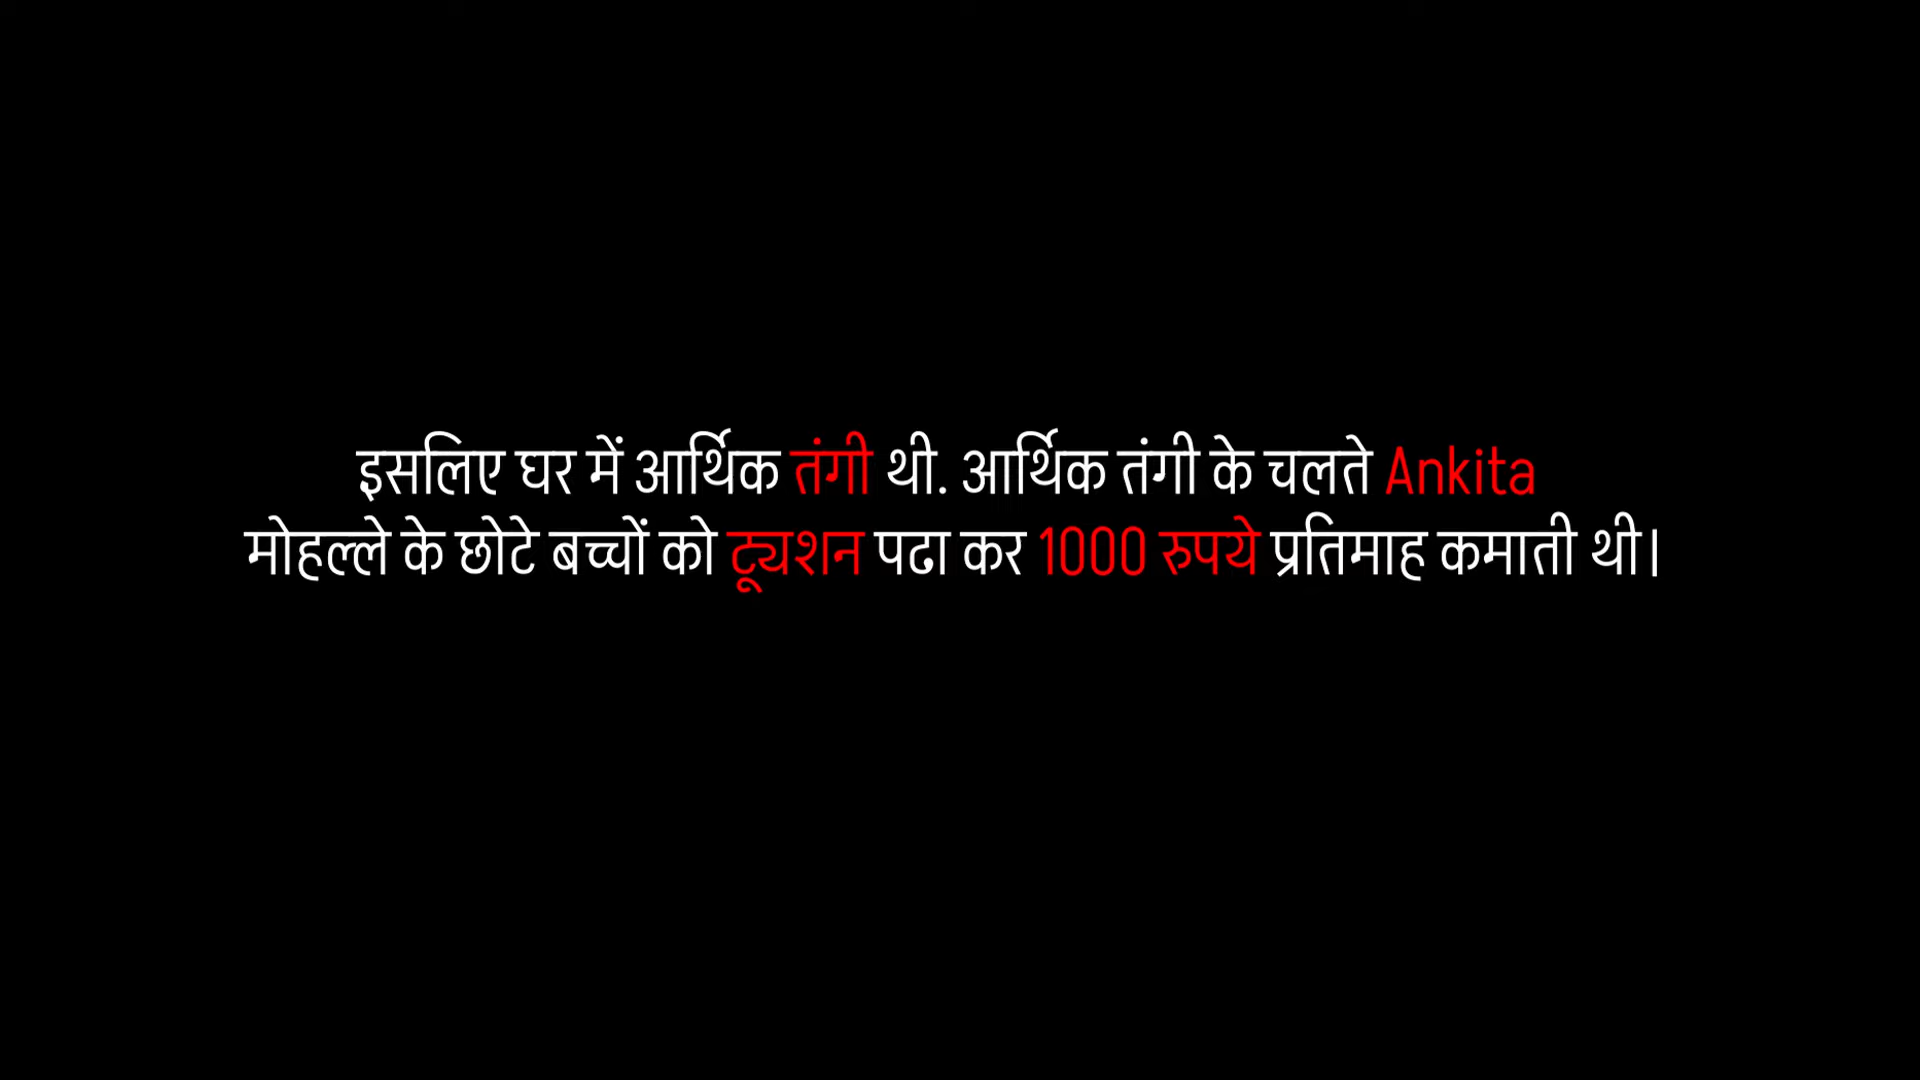 इसलिए घर में आर्थिक तंगी थी. आर्थिक तंगी के चलते Ankita
मोहल्ले के छोटे बच्चों को ट्यूशन पढा कर 1000 रुपये प्रतिमाह कमाती थी।